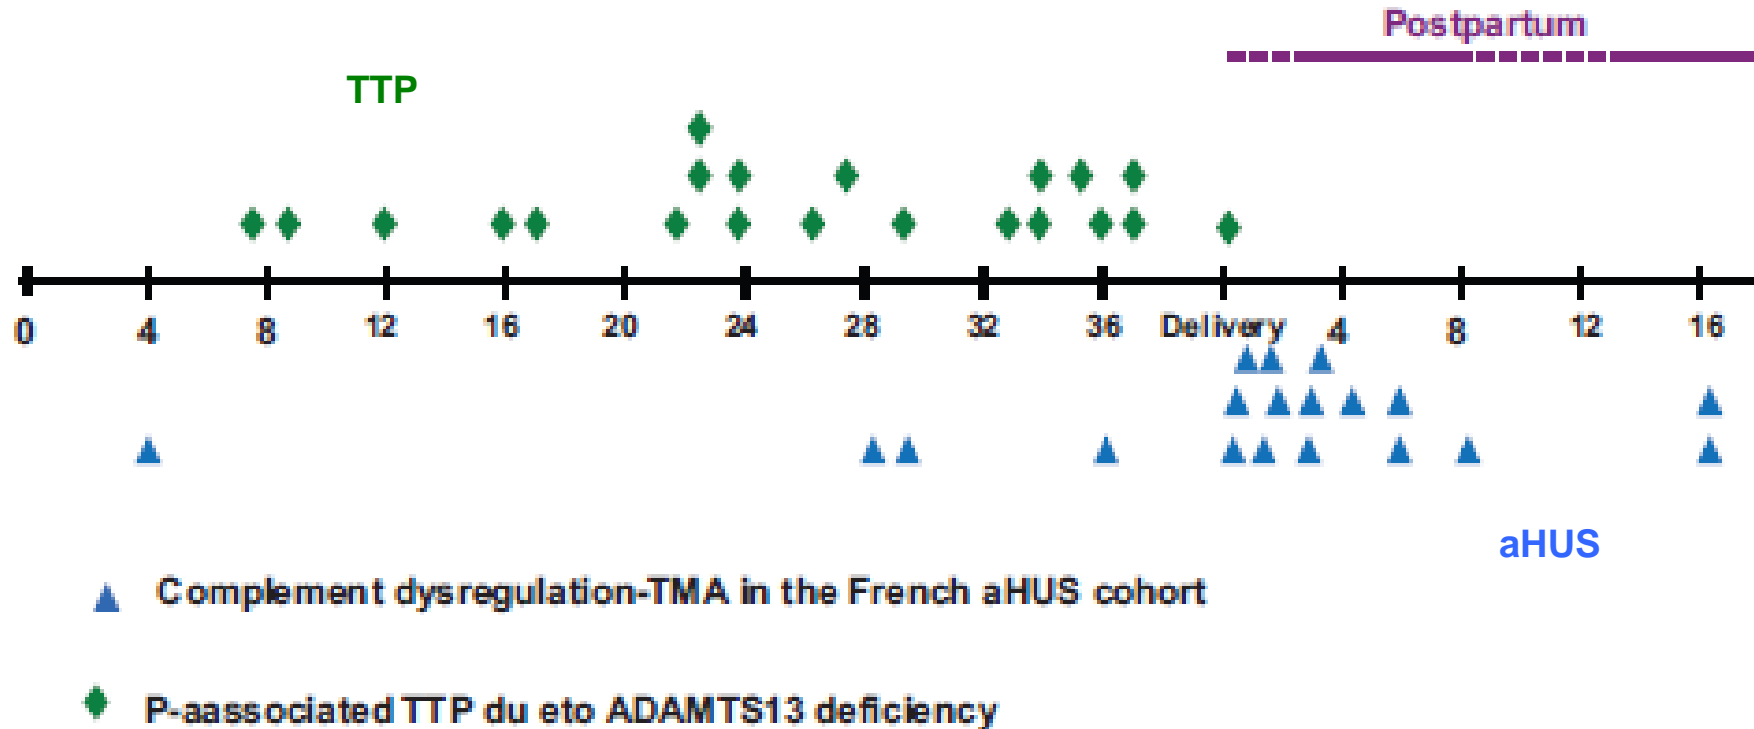 Postpartum
TTP
0 4 8 12 16 20 24 28 32 36 Delivery 4 8 12 16
aHUS
Complement dysregulation-TMA in the French aHUS cohort
P-aassociated TTP du eto ADAMTS13 deficiency